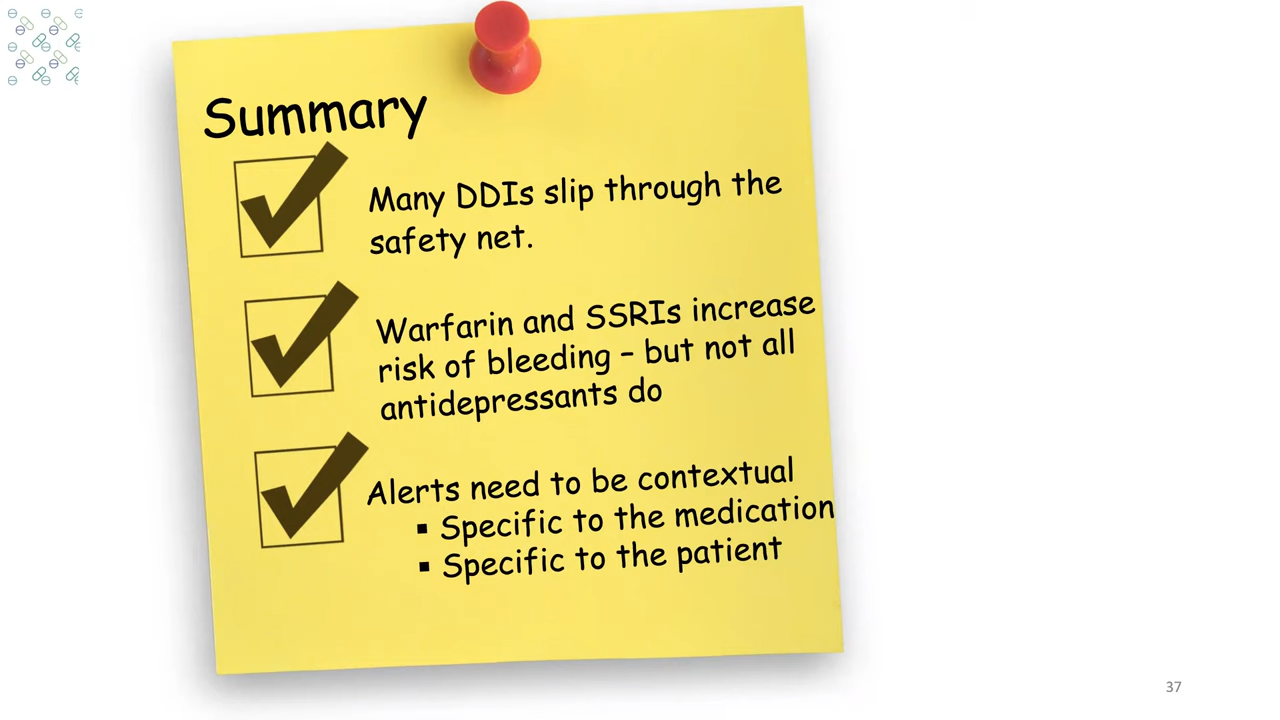 Summary
Many DDIs slip through the
safety net.
Warfarin and SSRIs increase
risk of bleeding – but not all
antidepressants do
Alerts need to be contextual
▪ Specific to the medication
▪ Specific to the patient
37